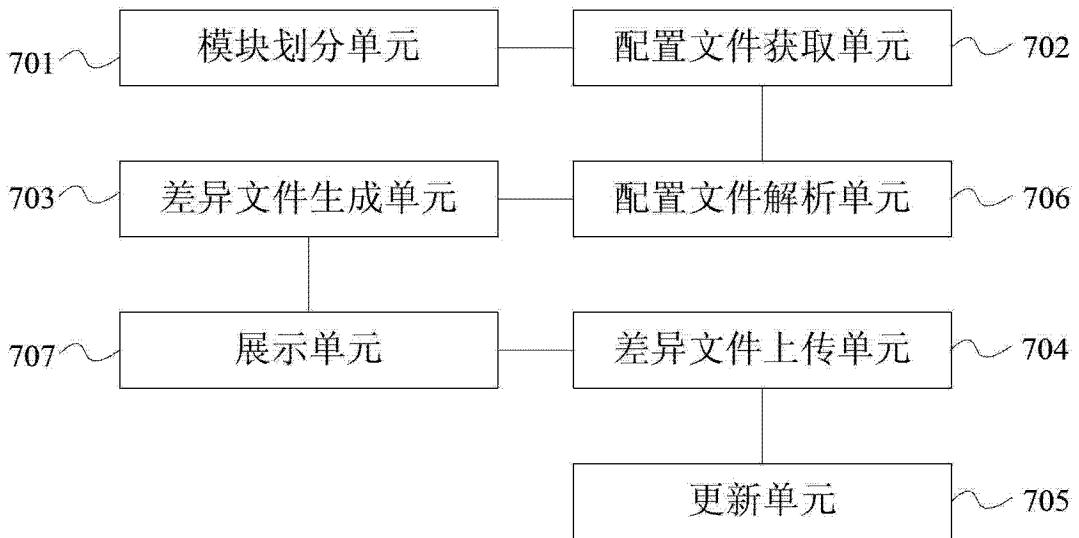 701
模块划分单元
配置文件获取单元
702
703
差异文件生成单元
配置文件解析单元
706
707
展示单元
差异文件上传单元
704
更新单元
705